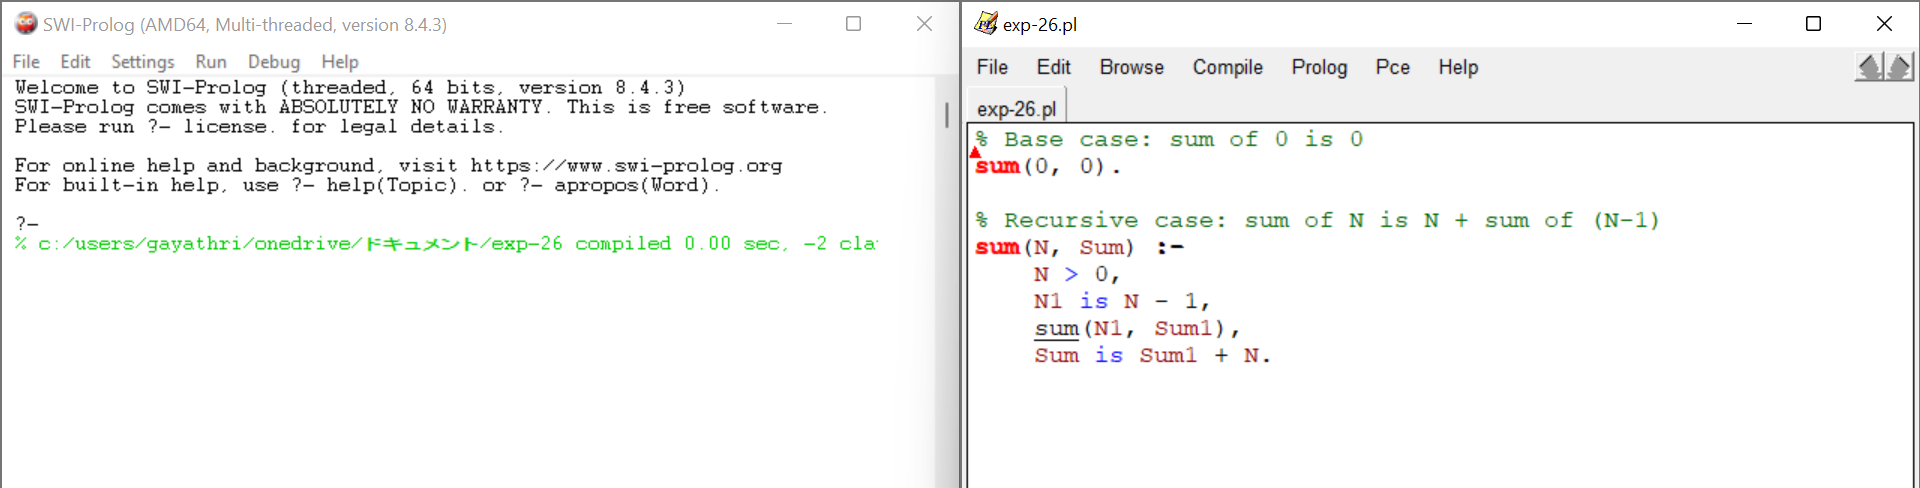 SWI-Prolog (AMD64, Multi-threaded, version 8.4.3)
File Edit Settings Run Debug Help
Welcome to SWI-Prolog (threaded, 64 bits, version 8.4.3)
SWI-Prolog comes with ABSOLUTELY NO WARRANTY. This is free software.
Please run ?- license. for legal details.
For online help and background, visit https://www.swi-prolog.org
For built-in help, use ?- help(Topic). or ?- apropos(Word).
?-
% c:/users/gayathri/onedrive/ドキュメント/exp-26 compiled 0.00 sec, -2 cla
exp-26.pl
File Edit Browse Compile Prolog Pce Help
exp-26.pl
% Base case: sum of 0 is 0
sum(0, 0).
% Recursive case: sum of N is N + sum of (N-1)
sum(N, Sum) :-
N > 0,
N1 is N - 1,
sum(N1, Sum1),
Sum is Sum1 + N.